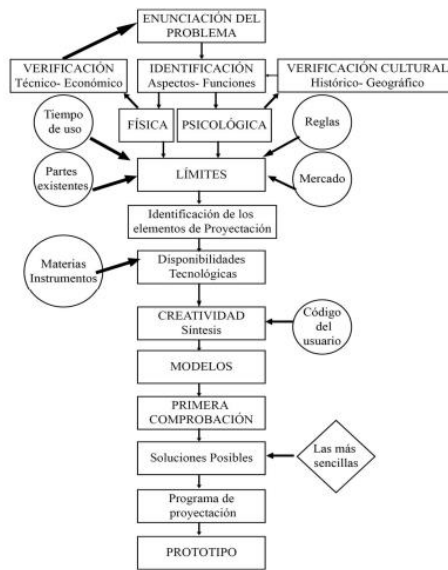 ENUNCIACIÓN DEL
PROBLEMA
VERIFICACIÓN
Técnico- Económico
IDENTIFICACIÓN
Aspectos- Funciones
VERIFICACIÓN CULTURAL
Histórico- Geográfico
Tiempo
de uso
FÍSICA
PSICOLÓGICA
Reglas
Partes
existentes
LÍMITES
Mercado
Identificación de los
elementos de Proyectación
Materias
Instrumentos
Disponibilidades
Tecnológicas
CREATIVIDAD
Síntesis
Código
del
usuario
MODELOS
PRIMERA
COMPROBACIÓN
Soluciones Posibles
Las más
sencillas
Programa de
proyectación
PROTOTIPO